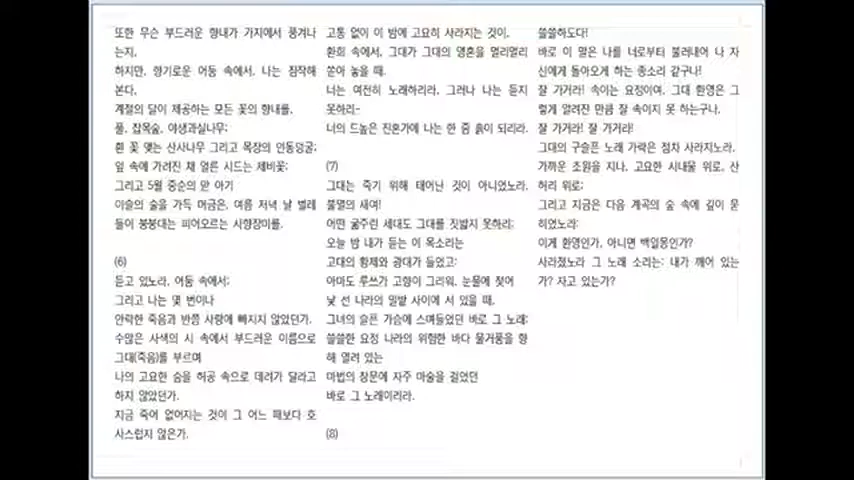 또한 무슨 부드러운 향내가 가지에서 풍겨나
는지,
하지만, 향기로운 어둠 속에서, 나는 짐작해
본다,
계절의 달이 제공하는 모든 꽃의 향내를,
풀, 잡목숲, 야생과실나무;
흰 꽃 맺는 산사나무 그리고 목장의 인동덩굴;
잎 속에 가려진 채 얼른 시드는 제비꽃;
그리고 5월 중순의 맏 아기
이슬의 술을 가득 머금은, 여름 저녁 날 벌레
들이 붕붕대는 피어오르는 사향장미를.
(6)
듣고 있노라, 어둠 속에서;
그리고 나는 몇 번이나
안락한 죽음과 반쯤 사랑에 빠지지 않았던가,
수많은 사색의 시 속에서 부드러운 이름으로
그대(죽음)를 부르며
나의 고요한 숨을 허공 속으로 데려가 달라고
하지 않았던가,
지금 죽어 없어지는 것이 그 어느 때보다 호
사스럽지 않은가,
고통 없이 이 밤에 고요히 사라지는 것이,
환희 속에서, 그대가 그대의 영혼을 멀리멀리
쏟아 놓을 때,
너는 여전히 노래하리라, 그러나 나는 듣지
못하리-
너의 드높은 진혼가에 나는 한 줌 흙이 되리라.
(7)
그대는 죽기 위해 태어난 것이 아니었노라,
불멸의 새여!
어떤 굶주린 세대도 그대를 짓밟지 못하리;
오늘 밤 내가 듣는 이 목소리는
고대의 황제와 광대가 들었고:
아마도 루쓰가 고향이 그리워, 눈물에 젖어
낯 선 나라의 밀밭 사이에 서 있을 때,
그녀의 슬픈 가슴에 스며들었던 바로 그 노래;
쓸쓸한 요정 나라의 위험한 바다 물거품을 향
해 열려 있는
마법의 창문에 자주 마술을 걸었던
바로 그 노래이리라.
(8)
쓸쓸하도다!
바로 이 말은 나를 너로부터 불러내어 나 자
신에게 돌아오게 하는 종소리 같구나!
잘 가거라! 속이는 요정이여, 그대 환영은 그
렇게 알려진 만큼 잘 속이지 못 하는구나,
잘 가거라! 잘 가거라!
그대의 구슬픈 노래 가락은 점차 사라지노라,
가까운 초원을 지나, 고요한 시내물 위로, 산
허리 위로;
그리고 지금은 다음 계곡의 숲 속에 깊이 묻
히었노라:
이게 환영인가, 아니면 백일몽인가?
사라졌노라 그 노래 소리는: 내가 깨어 있는
가? 자고 있는가?